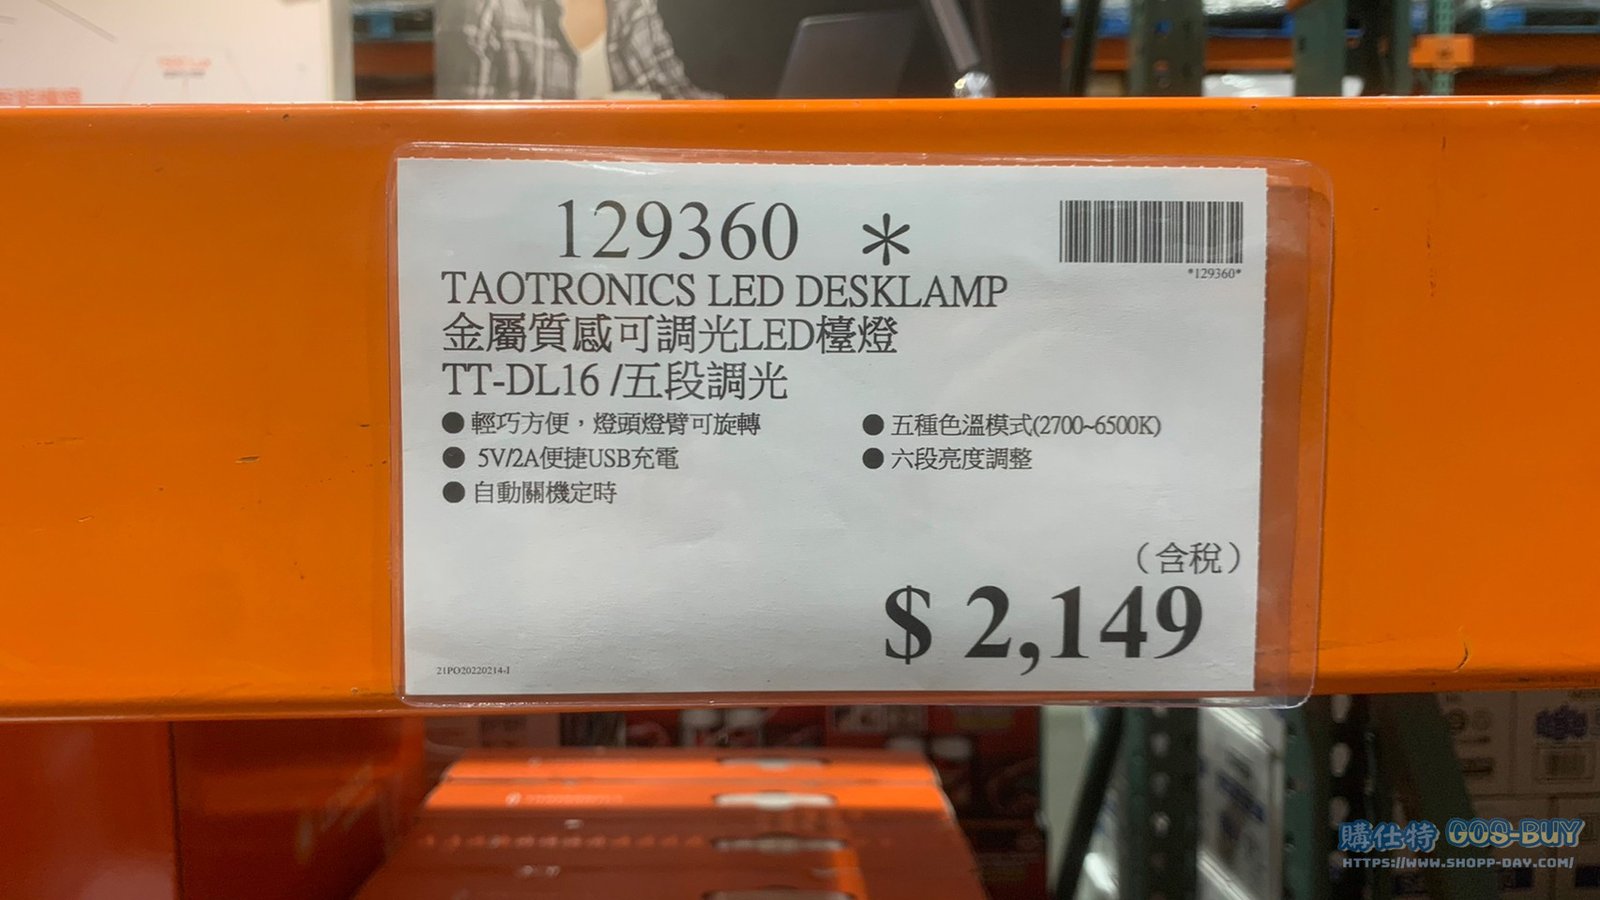 129360 *
*129360*
TAOTRONICS LED DESKLAMP
金屬質感可調光LED檯燈
TT-DL16 /五段調光
●輕巧方便，燈頭燈臂可旋轉
●五種色溫模式(2700~6500K)
● 5V/2A便捷USB充電
●六段亮度調整
●自動關機定時
（含稅）
$ 2,149
21PO20220214-I
購仕特 GOS-BUY
HTTPS://WWW.SHOPP-DAY.COM/